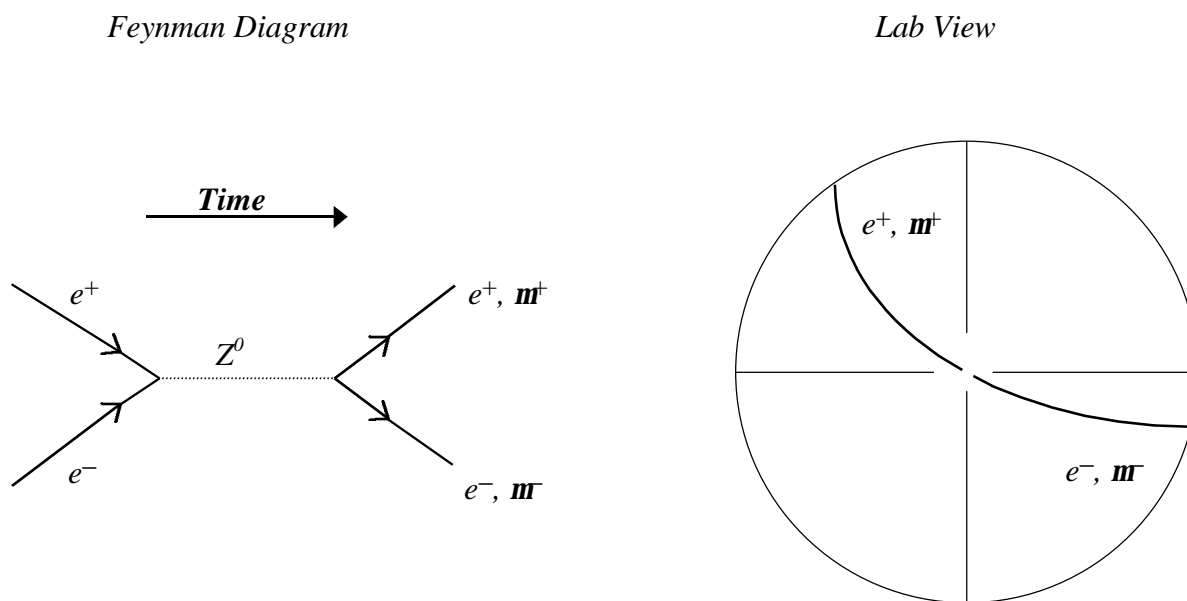 Feynman Diagram
Lab View
Time
e+
Z0
e−
e+, m+
e−, m−
e+, m+
e−, m−